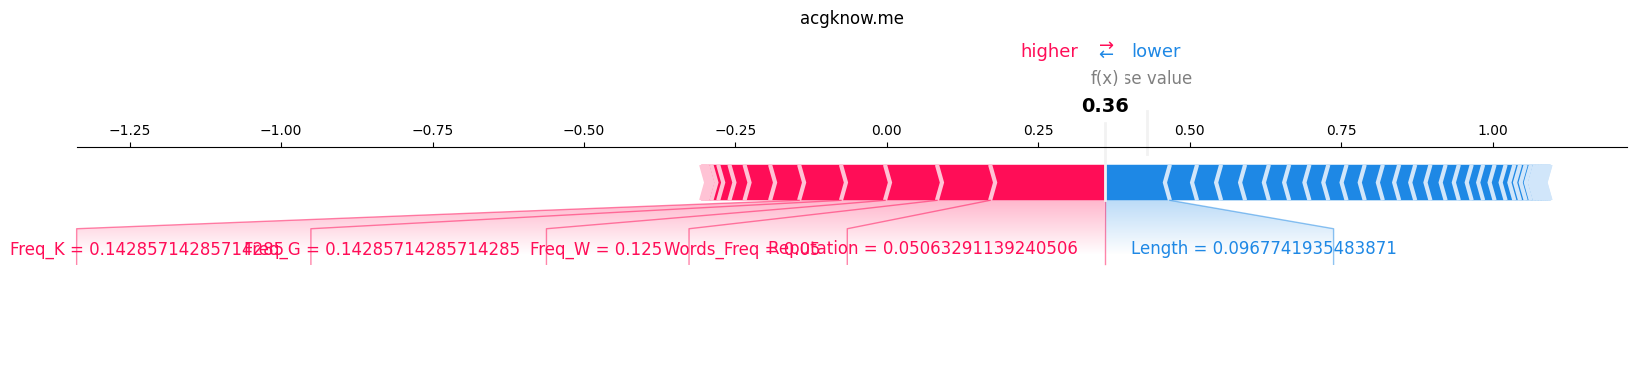 acgknow.me
higher ⇄ lower
f(x) se value
0.36
−1.25 −1.00 −0.75 −0.50 −0.25 0.00 0.25 0.50 0.75 1.00
Freq_K = 0.14285714285714285 Freq_G = 0.14285714285714285 Freq_W = 0.125 Words_Freq = 0.05 Reputation = 0.05063291139240506 Length = 0.0967741935483871